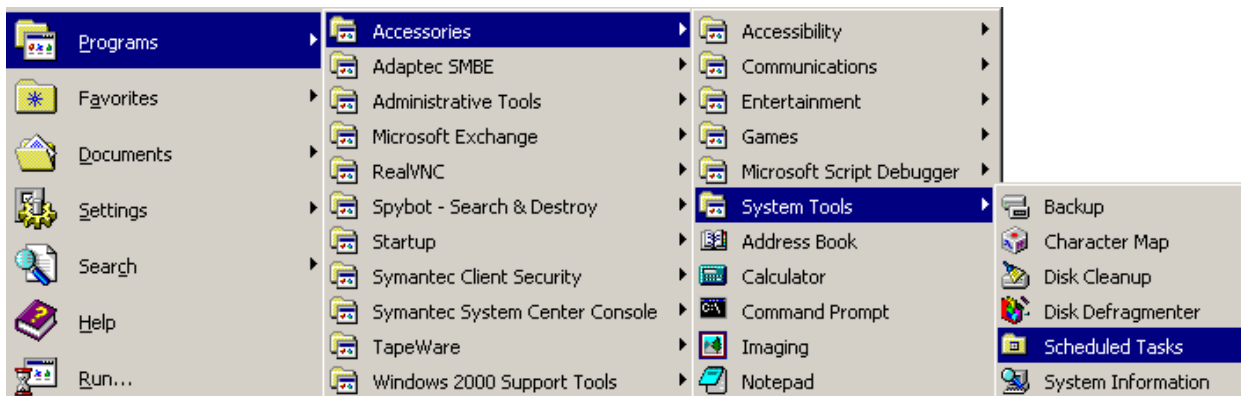 Programs
Favorites
Documents
Settings
Search
Help
Run...
Accessories
Adaptec SMBE
Administrative Tools
Microsoft Exchange
RealVNC
Spybot - Search & Destroy
Startup
Symantec Client Security
Symantec System Center Console
TapeWare
Windows 2000 Support Tools
Accessibility
Communications
Entertainment
Games
Microsoft Script Debugger
System Tools
Address Book
Calculator
Command Prompt
Imaging
Notepad
Backup
Character Map
Disk Cleanup
Disk Defragmenter
Scheduled Tasks
System Information